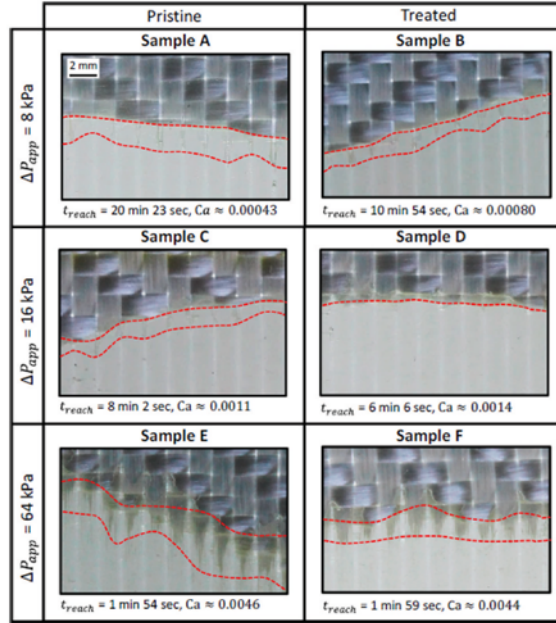 Pristine Treated
Sample A Sample B
2 mm
ΔP_app = 8 kPa
t_reach = 20 min 23 sec, Ca ≈ 0.00043 t_reach = 10 min 54 sec, Ca ≈ 0.00080
Sample C Sample D
ΔP_app = 16 kPa
t_reach = 8 min 2 sec, Ca ≈ 0.0011 t_reach = 6 min 6 sec, Ca ≈ 0.0014
Sample E Sample F
ΔP_app = 64 kPa
t_reach = 1 min 54 sec, Ca ≈ 0.0046 t_reach = 1 min 59 sec, Ca ≈ 0.0044